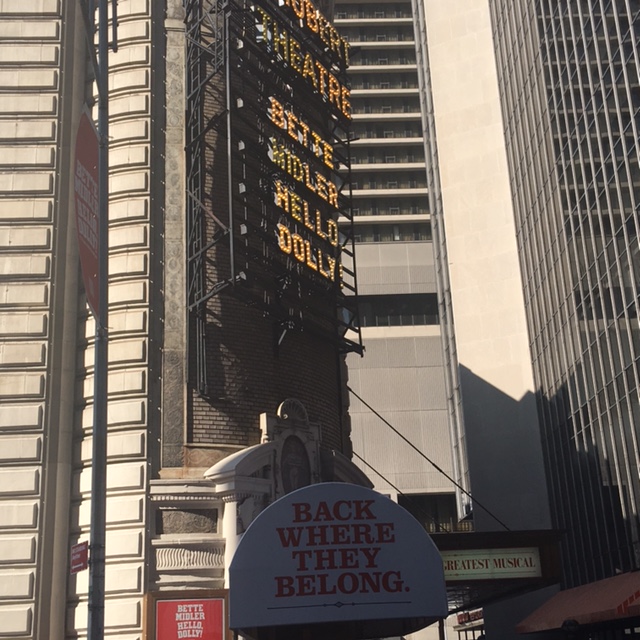 THEATRE
BETTE
MIDLER
HELLO
DOLLY!
BACK
WHERE
THEY
BELONG.
GREATEST MUSICAL
BETTE
MIDLER
HELLO,
DOLLY!